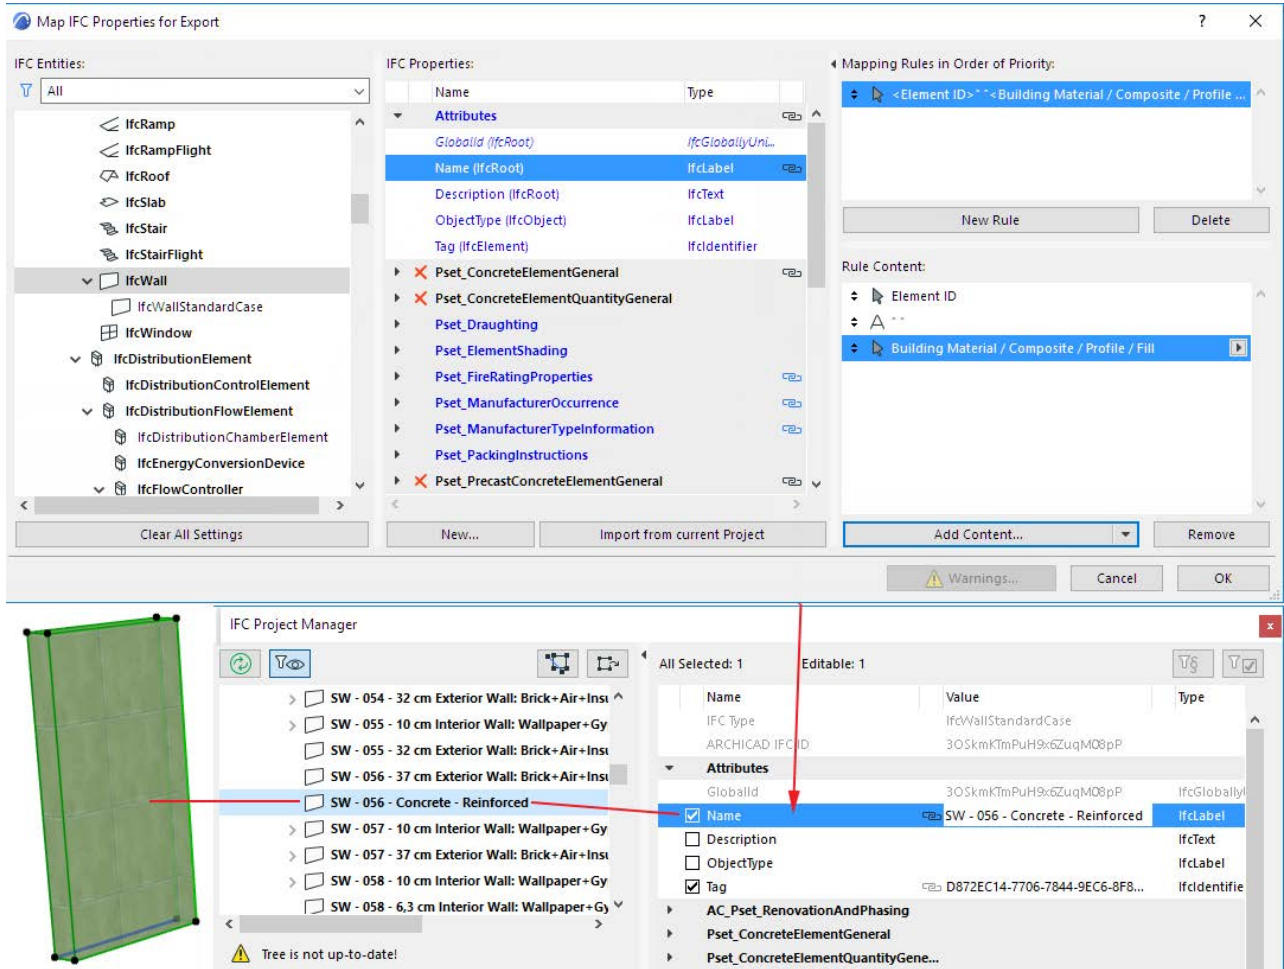 Map IFC Properties for Export
? X
IFC Entities:
All
IfcRamp
IfcRampFlight
IfcRoof
IfcSlab
IfcStair
IfcStairFlight
IfcWall
IfcWallStandardCase
IfcWindow
IfcDistributionElement
IfcDistributionControlElement
IfcDistributionFlowElement
IfcDistributionChamberElement
IfcEnergyConversionDevice
IfcFlowController
Clear All Settings
IFC Properties:
Name Type
Attributes
GlobalId (IfcRoot) IfcGloballyUni...
Name (IfcRoot) IfcLabel
Description (IfcRoot) IfcText
ObjectType (IfcObject) IfcLabel
Tag (IfcElement) IfcIdentifier
Pset_ConcreteElementGeneral
Pset_ConcreteElementQuantityGeneral
Pset_Draughting
Pset_ElementShading
Pset_FireRatingProperties
Pset_ManufacturerOccurrence
Pset_ManufacturerTypeInformation
Pset_PackingInstructions
Pset_PrecastConcreteElementGeneral
New... Import from current Project
Mapping Rules in Order of Priority:
<Element ID>" "<Building Material / Composite / Profile ...
New Rule Delete
Rule Content:
Element ID
A " "
Building Material / Composite / Profile / Fill
Add Content... Remove
Warnings... Cancel OK
IFC Project Manager
x
SW - 054 - 32 cm Exterior Wall: Brick+Air+Insu
SW - 055 - 10 cm Interior Wall: Wallpaper+Gy
SW - 055 - 32 cm Exterior Wall: Brick+Air+Insu
SW - 056 - 37 cm Exterior Wall: Brick+Air+Insu
SW - 056 - Concrete - Reinforced
SW - 057 - 10 cm Interior Wall: Wallpaper+Gy
SW - 057 - 37 cm Exterior Wall: Brick+Air+Insu
SW - 058 - 10 cm Interior Wall: Wallpaper+Gy
SW - 058 - 6,3 cm Interior Wall: Wallpaper+Gy
Tree is not up-to-date!
All Selected: 1 Editable: 1
Name Value Type
IFC Type IfcWallStandardCase
ARCHICAD IFC ID 3OSkmKTmPuH9x6ZuqM08pP
Attributes
GlobalId 3OSkmKTmPuH9x6ZuqM08pP IfcGlobally
Name SW - 056 - Concrete - Reinforced IfcLabel
Description IfcText
ObjectType IfcLabel
Tag D872EC14-7706-7844-9EC6-8F8... IfcIdentifie
AC_Pset_RenovationAndPhasing
Pset_ConcreteElementGeneral
Pset_ConcreteElementQuantityGene...